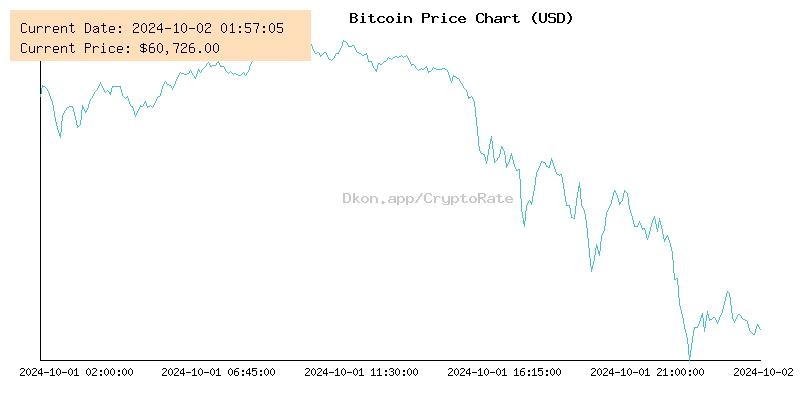 Bitcoin Price Chart (USD)
Current Date: 2024-10-02 01:57:05
Current Price: $60,726.00
Dkon.app/CryptoRate
2024-10-01 02:00:00 2024-10-01 06:45:00 2024-10-01 11:30:00 2024-10-01 16:15:00 2024-10-01 21:00:00 2024-10-02